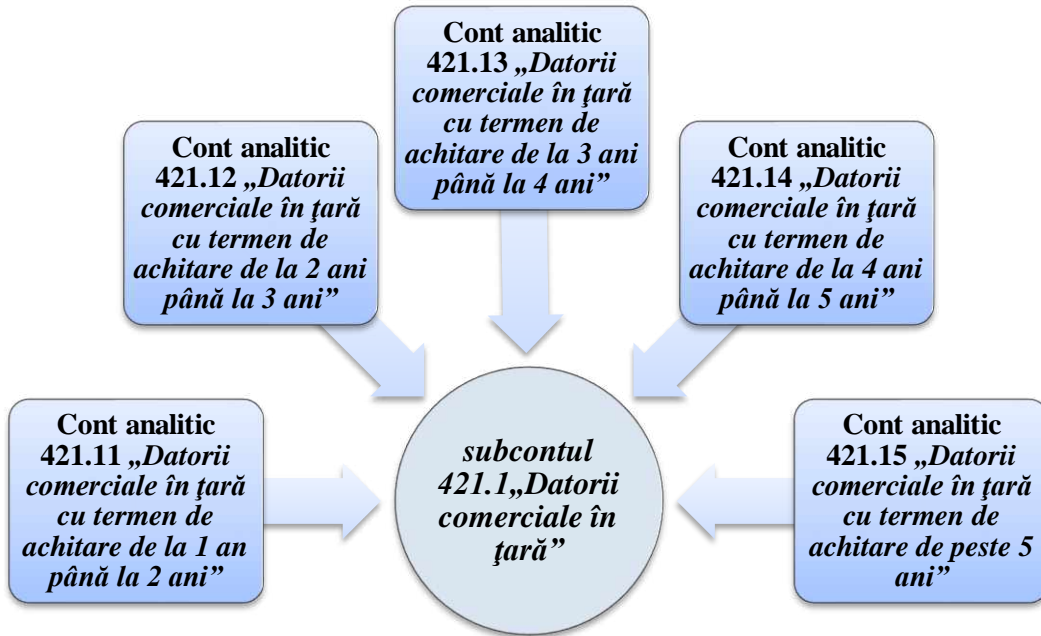 Cont analitic
421.13 „Datorii
comerciale în ţară
cu termen de
achitare de la 3 ani
până la 4 ani”
Cont analitic
421.12 „Datorii
comerciale în ţară
cu termen de
achitare de la 2 ani
până la 3 ani”
Cont analitic
421.14 „Datorii
comerciale în ţară
cu termen de
achitare de la 4 ani
până la 5 ani”
Cont analitic
421.11 „Datorii
comerciale în ţară
cu termen de
achitare de la 1 an
până la 2 ani”
subcontul
421.1„Datorii
comerciale în
ţară”
Cont analitic
421.15 „Datorii
comerciale în ţară
cu termen de
achitare de peste 5
ani”